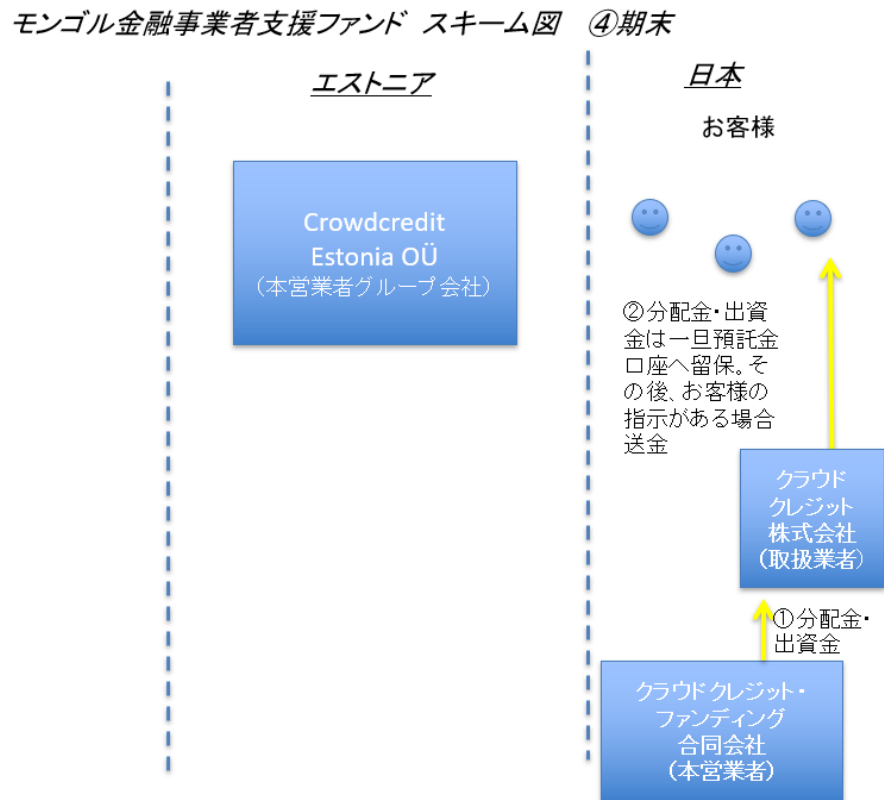 モンゴル金融事業者支援ファンド スキーム図 ④期末
エストニア
日本
お客様
Crowdcredit
Estonia OÜ
（本営業者グループ会社）
②分配金・出資
金は一旦預託金
口座へ留保。そ
の後、お客様の
指示がある場合
送金
クラウド
クレジット
株式会社
（取扱業者）
①分配金・
出資金
クラウドクレジット・
ファンディング
合同会社
（本営業者）